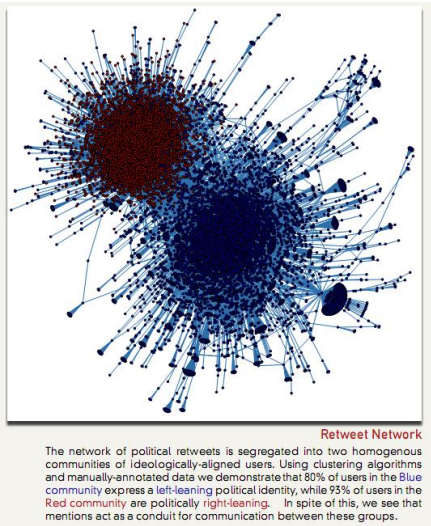 Retweet Network
The network of political retweets is segregated into two homogenous
communities of ideologically-aligned users. Using clustering algorithms
and manually-annotated data we demonstrate that 80% of users in the Blue
community express a left-leaning political identity, while 93% of users in the
Red community are politically right-leaning. In spite of this, we see that
mentions act as a conduit for communication between these groups.